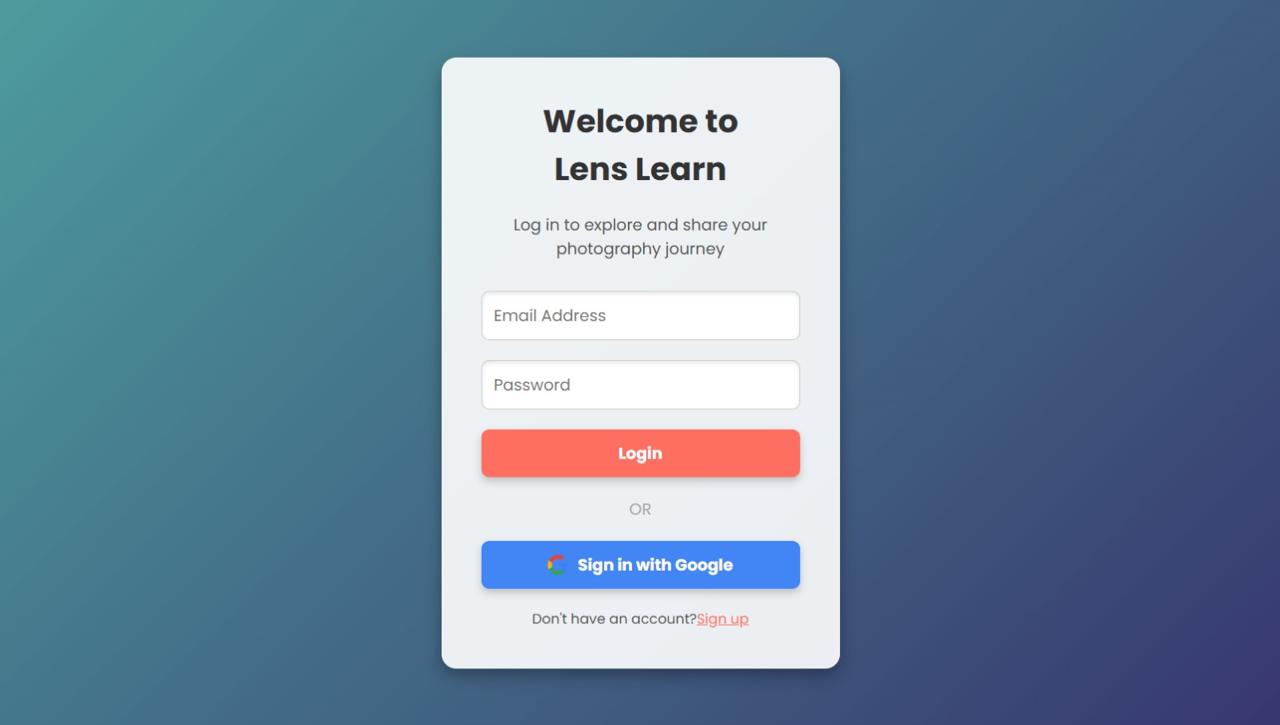 Welcome to
Lens Learn
Log in to explore and share your
photography journey
Email Address
Password
Login
OR
Sign in with Google
Don't have an account?Sign up